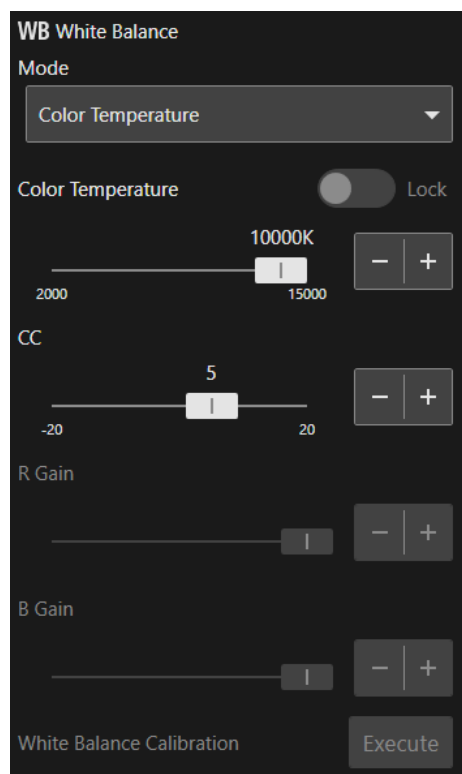 WB White Balance
Mode
Color Temperature
Color Temperature Lock
10000K
− +
2000 15000
CC
5
− +
-20 20
R Gain
− +
B Gain
− +
White Balance Calibration Execute